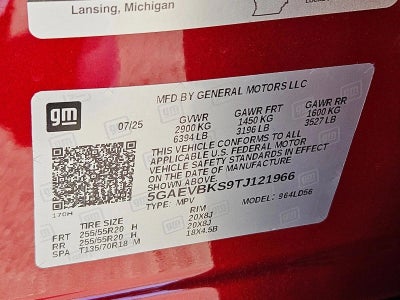 Lansing, Michigan
gm
MFD BY GENERAL MOTORS LLC
07/25
GVWR GAWR FRT GAWR RR
2900 KG 1450 KG 1600 KG
6394 LB 3196 LB 3527 LB
THIS VEHICLE CONFORMS TO ALL
APPLICABLE U.S. FEDERAL MOTOR
VEHICLE SAFETY STANDARDS IN EFFECT
ON THE DATE OF MANUFACTURE
SHOWN ABOVE.
5GAEVBKS9TJ121966
TYPE: MPV MODEL: 964LD56
170H
TIRE SIZE RIM
FRT 255/55R20 H 20X8J
RR 255/55R20 H 20X8J
SPA T135/70R18 M 18X4.5B